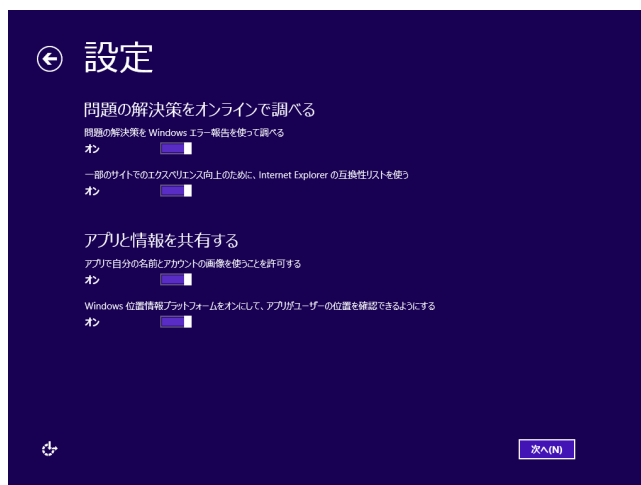 設定
問題の解決策をオンラインで調べる
問題の解決策を Windows エラー報告を使って調べる
オン
一部のサイトでのエクスペリエンス向上のために、Internet Explorer の互換性リストを使う
オン
アプリと情報を共有する
アプリで自分の名前とアカウントの画像を使うことを許可する
オン
Windows 位置情報プラットフォームをオンにして、アプリがユーザーの位置を確認できるようにする
オン
次へ(N)